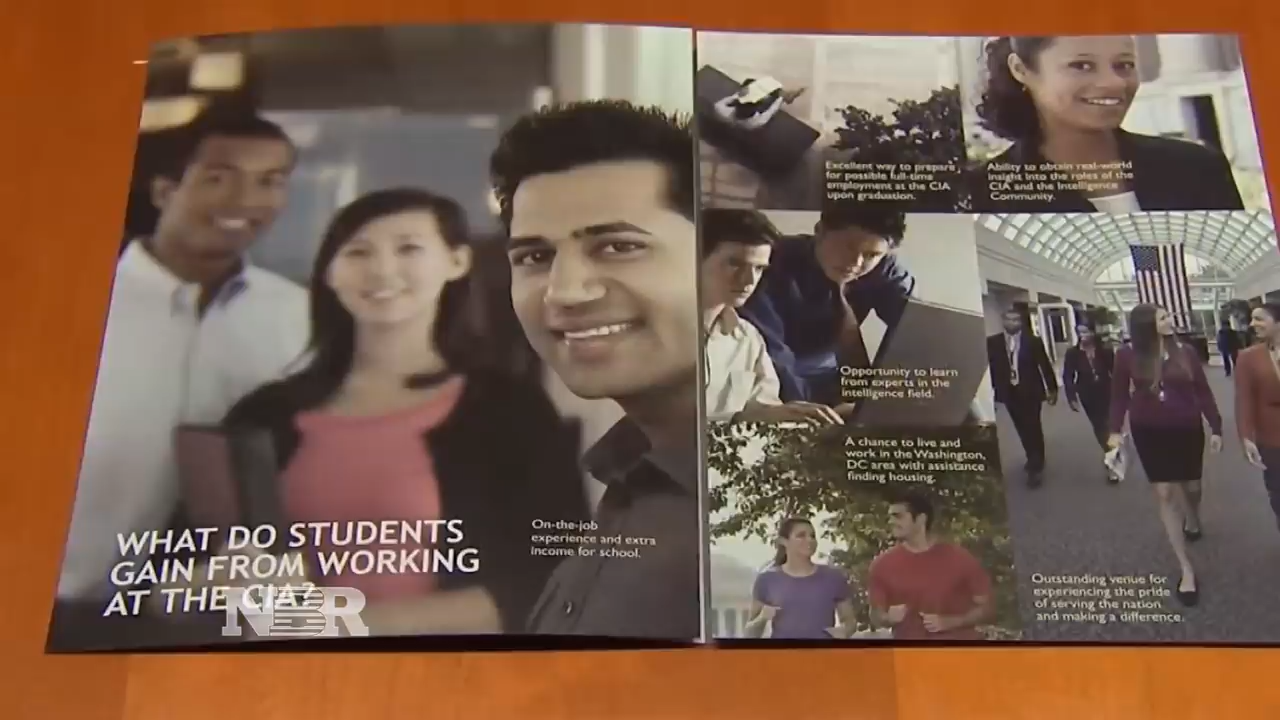 WHAT DO STUDENTS
GAIN FROM WORKING
AT THE CIA?
NBR
On-the-job
experience and extra
income for school.
Excellent way to prepare
for possible full-time
employment at the CIA
upon graduation.
Ability to obtain real-world
insight into the roles of the
CIA and the Intelligence
Community.
Opportunity to learn
from experts in the
intelligence field.
A chance to live and
work in the Washington,
DC area with assistance
finding housing.
Outstanding venue for
experiencing the pride
of serving the nation
and making a difference.